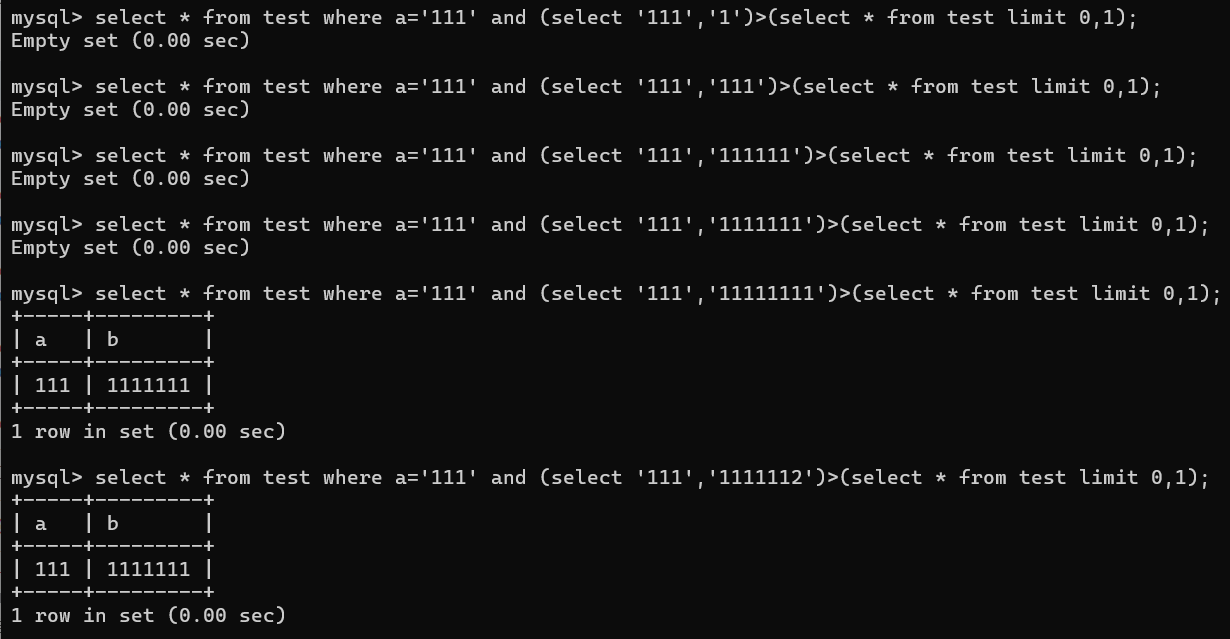 mysql> select * from test where a='111' and (select '111','1')>(select * from test limit 0,1);
Empty set (0.00 sec)
mysql> select * from test where a='111' and (select '111','111')>(select * from test limit 0,1);
Empty set (0.00 sec)
mysql> select * from test where a='111' and (select '111','111111')>(select * from test limit 0,1);
Empty set (0.00 sec)
mysql> select * from test where a='111' and (select '111','1111111')>(select * from test limit 0,1);
Empty set (0.00 sec)
mysql> select * from test where a='111' and (select '111','11111111')>(select * from test limit 0,1);
+-----+---------+
| a   | b       |
+-----+---------+
| 111 | 1111111 |
+-----+---------+
1 row in set (0.00 sec)
mysql> select * from test where a='111' and (select '111','1111112')>(select * from test limit 0,1);
+-----+---------+
| a   | b       |
+-----+---------+
| 111 | 1111111 |
+-----+---------+
1 row in set (0.00 sec)